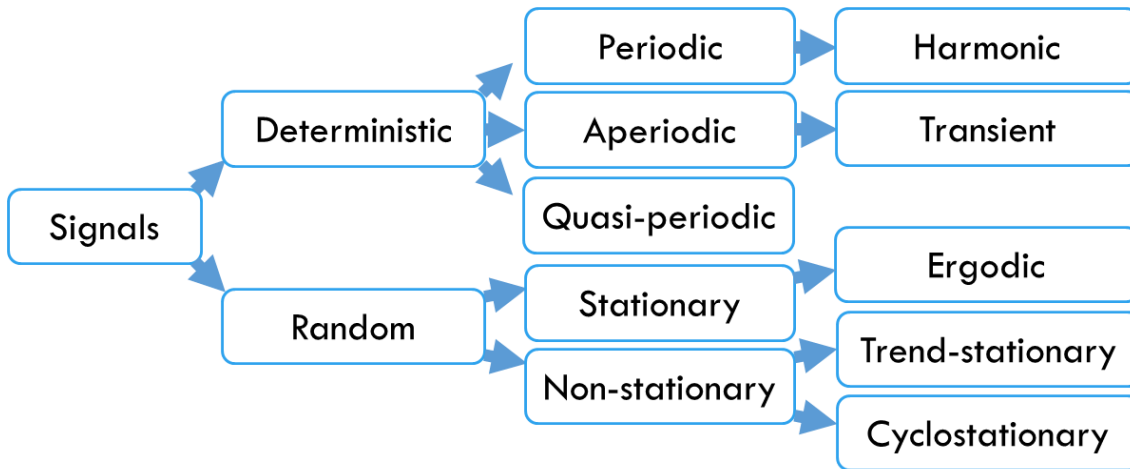 Periodic
Harmonic
Deterministic
Aperiodic
Transient
Signals
Quasi-periodic
Ergodic
Random
Stationary
Trend-stationary
Non-stationary
Cyclostationary